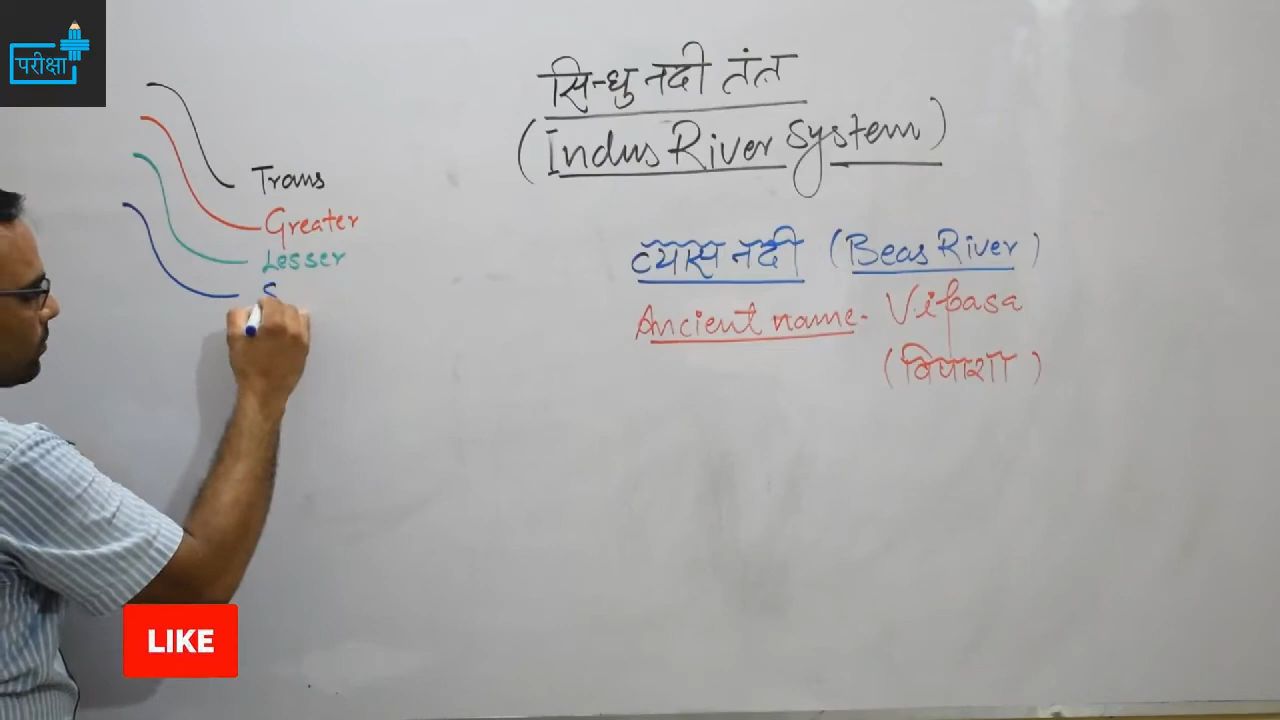 परीक्षा
सिन्धु नदी तंत्र
(Indus River System)
Trans
Greater
Lesser
S
व्यास नदी (Beas River)
Ancient name- Vipasa
(विपाशा)
LIKE